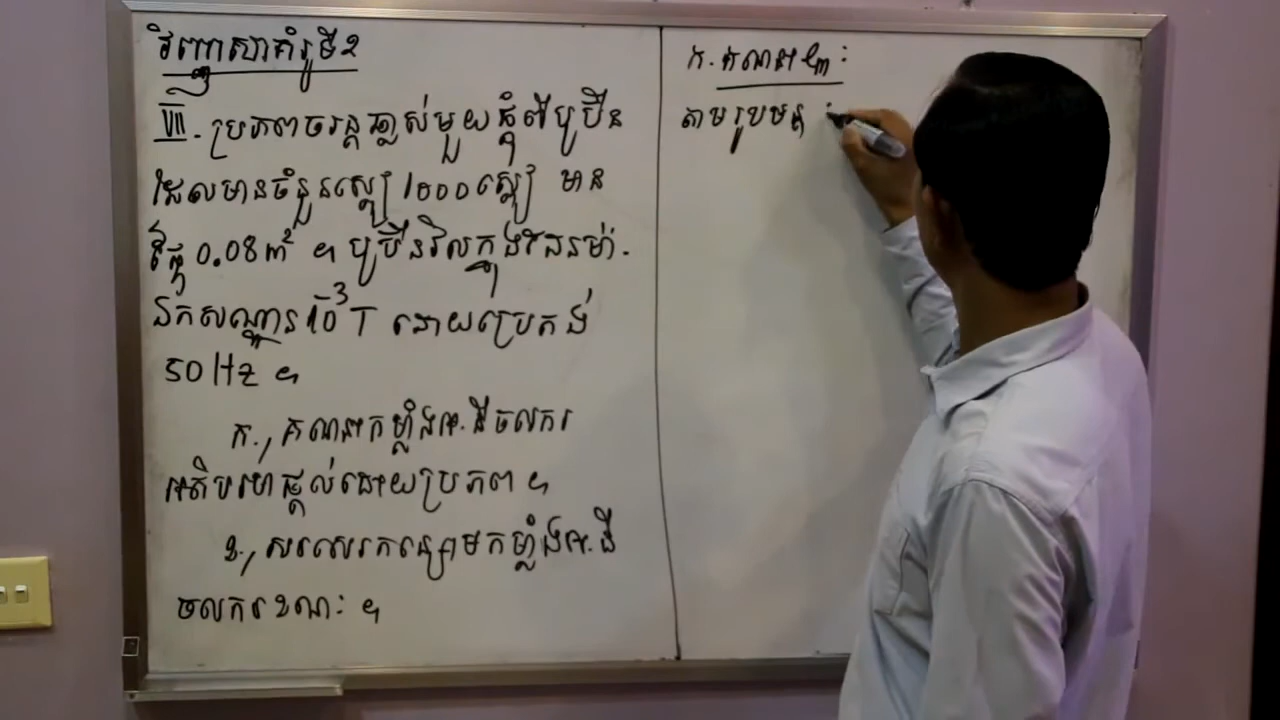 វិញ្ញាសាគំរូទី២
VII. ប្រភពចរន្តឆ្លាស់មួយផ្គុំពីបូប៊ីន
ដែលមានចំនួនស្ពៀ 1000ស្ពៀ មាន
ផ្ទៃ 0.08m² ។ បូប៊ីនវិលក្នុងដែនម៉ា-
ញ៉េទិចឯកសណ្ឋាន 10⁻³T ដោយប្រេកង់
50Hz ។
ក., គណនាកម្លាំងអ.ឌីចលករ
អតិបរមាផ្តល់ដោយប្រភព ។
ខ., សរសេរកន្សោមកម្លាំងអ.ឌី
ចលករខណៈ ។
ក. គណនា Em :
តាមរូបមន្ត :